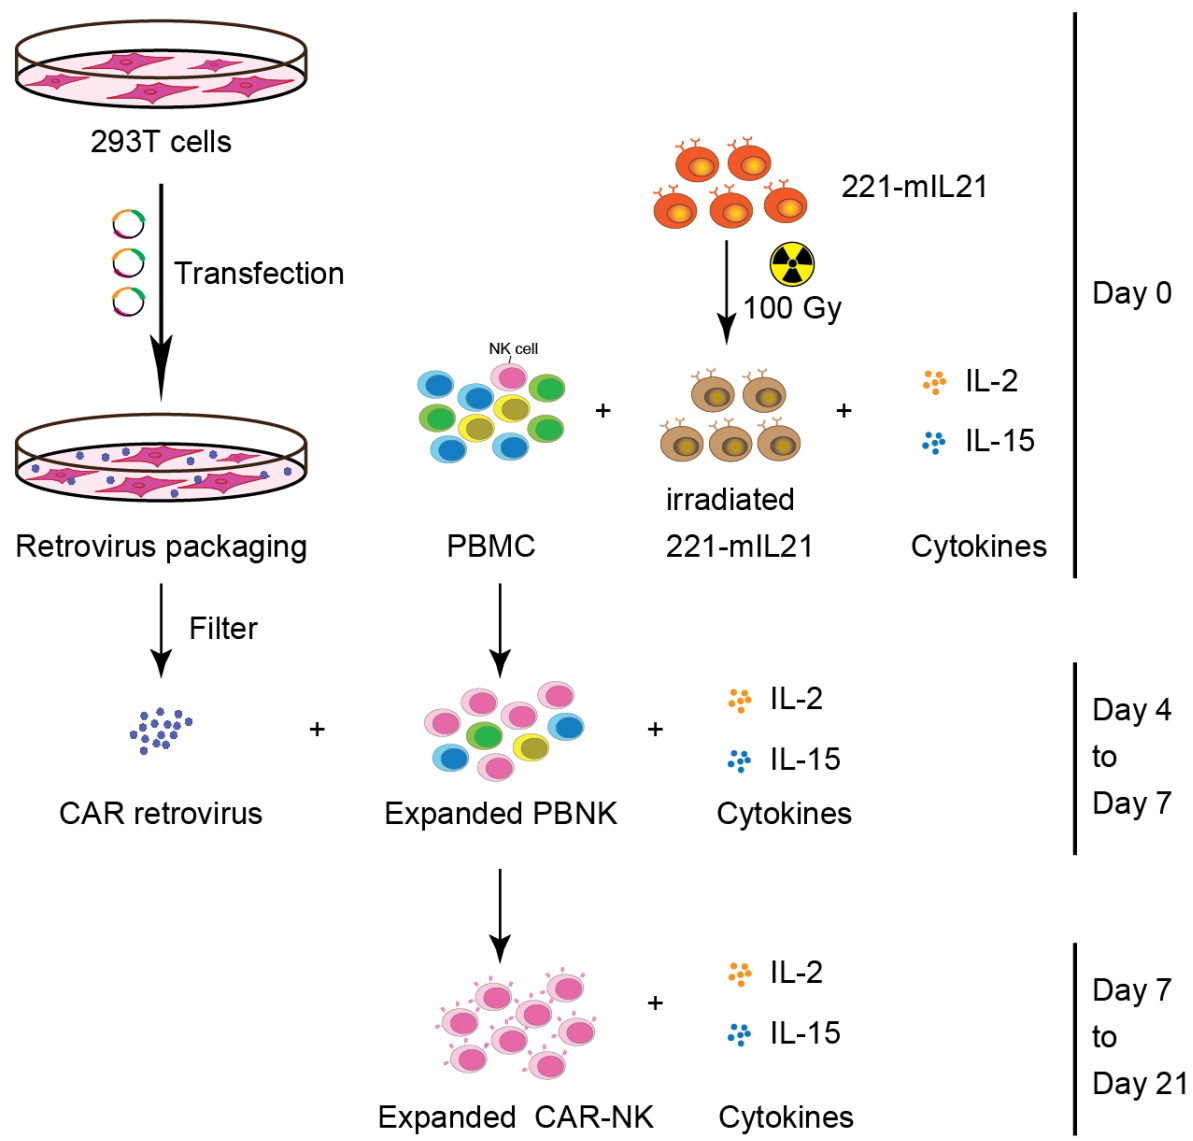 293T cells
Transfection
221-mIL21
100 Gy
Day 0
NK cell
+
+
IL-2
IL-15
irradiated
Retrovirus packaging
PBMC
221-mIL21
Cytokines
Filter
+
+
IL-2
IL-15
CAR retrovirus
Expanded PBNK
Cytokines
Day 4
to
Day 7
+
IL-2
IL-15
Expanded CAR-NK
Cytokines
Day 7
to
Day 21